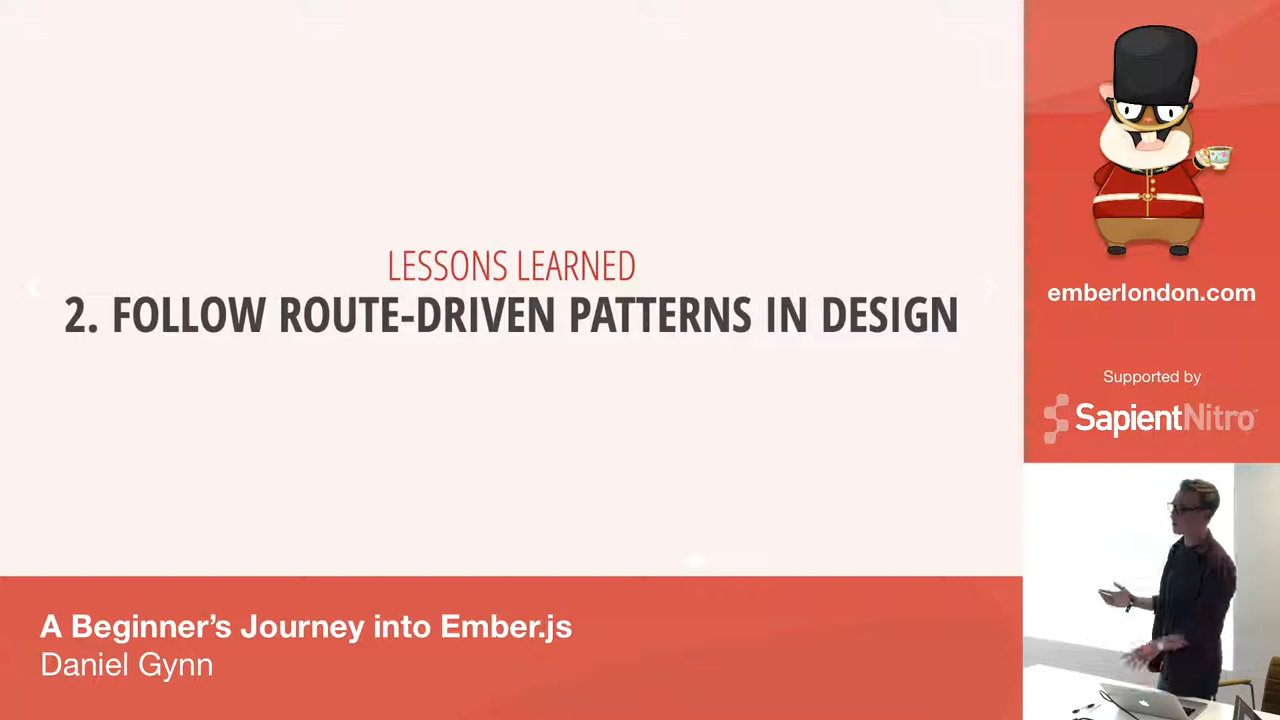 LESSONS LEARNED
2. FOLLOW ROUTE-DRIVEN PATTERNS IN DESIGN
emberlondon.com
Supported by
SapientNitro
A Beginner's Journey into Ember.js
Daniel Gynn